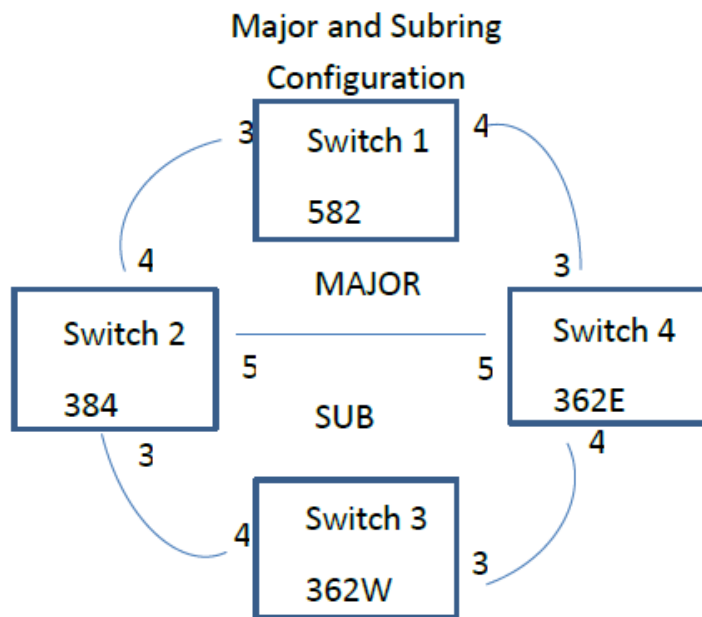 Major and Subring
Configuration
3
Switch 1
4
582
4
3
MAJOR
Switch 2
Switch 4
5
5
384
362E
SUB
3
4
Switch 3
4
3
362W